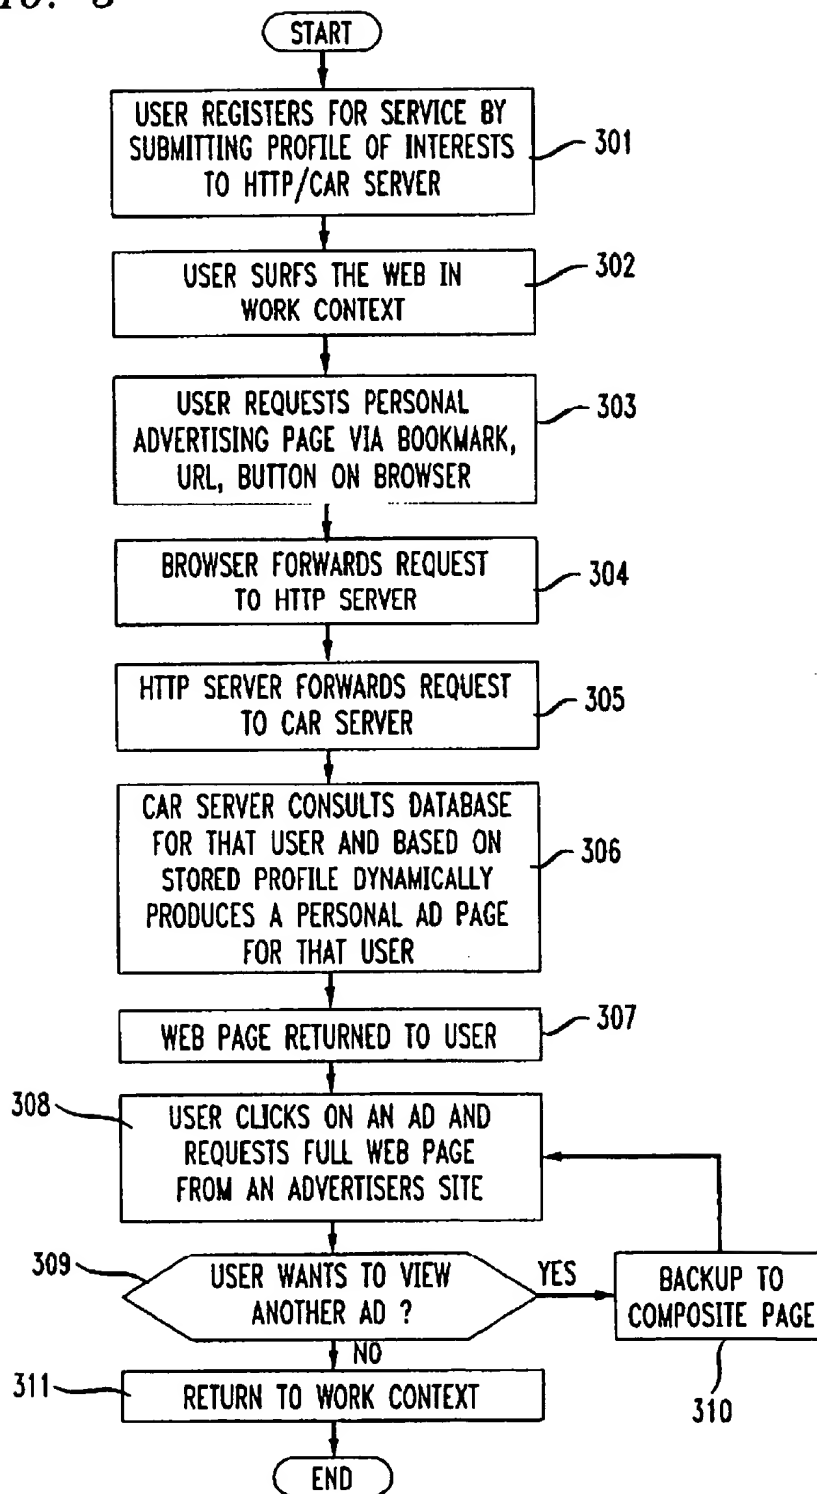 START
USER REGISTERS FOR SERVICE BY
SUBMITTING PROFILE OF INTERESTS
TO HTTP/CAR SERVER
301
USER SURFS THE WEB IN
WORK CONTEXT
302
USER REQUESTS PERSONAL
ADVERTISING PAGE VIA BOOKMARK,
URL, BUTTON ON BROWSER
303
BROWSER FORWARDS REQUEST
TO HTTP SERVER
304
HTTP SERVER FORWARDS REQUEST
TO CAR SERVER
305
CAR SERVER CONSULTS DATABASE
FOR THAT USER AND BASED ON
STORED PROFILE DYNAMICALLY
PRODUCES A PERSONAL AD PAGE
FOR THAT USER
306
WEB PAGE RETURNED TO USER
307
308
USER CLICKS ON AN AD AND
REQUESTS FULL WEB PAGE
FROM AN ADVERTISERS SITE
309
USER WANTS TO VIEW
ANOTHER AD ?
YES
BACKUP TO
COMPOSITE PAGE
310
NO
311
RETURN TO WORK CONTEXT
END